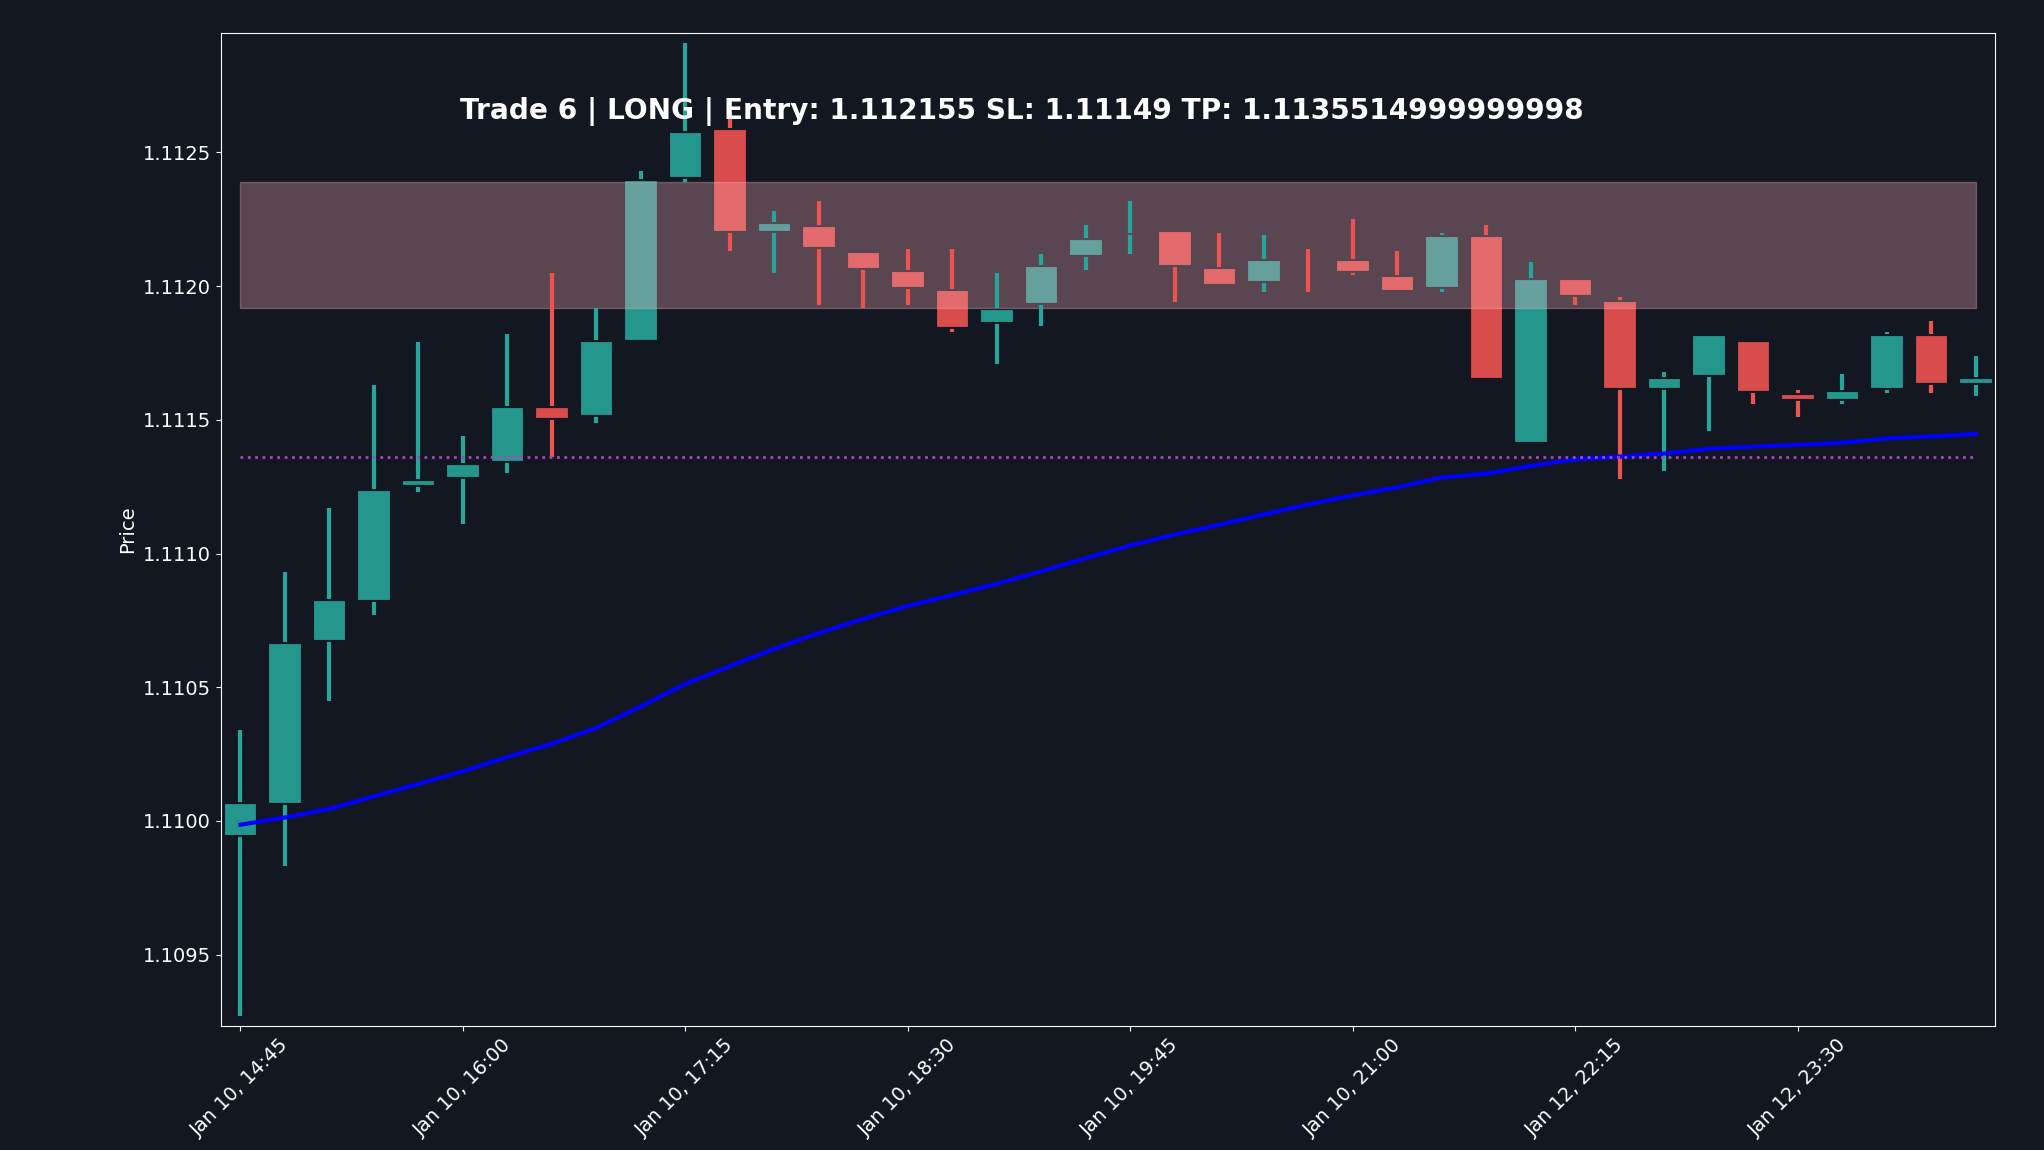 Trade 6 | LONG | Entry: 1.112155 SL: 1.11149 TP: 1.1135514999999998
1.1125
1.1120
1.1115
1.1110
1.1105
1.1100
1.1095
Price
Jan 10, 14:45
Jan 10, 16:00
Jan 10, 17:15
Jan 10, 18:30
Jan 10, 19:45
Jan 10, 21:00
Jan 12, 22:15
Jan 12, 23:30